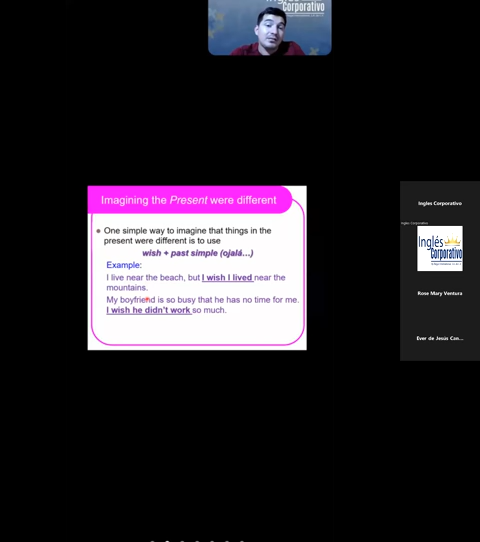 Corporativo
Imagining the Present were different
One simple way to imagine that things in the
present were different is to use
wish + past simple (ojalá…)
Example:
I live near the beach, but I wish I lived near the
mountains.
My boyfriend is so busy that he has no time for me.
I wish he didn't work so much.
Ingles Corporativo
Ingles Corporativo
Inglés
Corporativo
Rose Mary Ventura
Ever de Jesús Can...